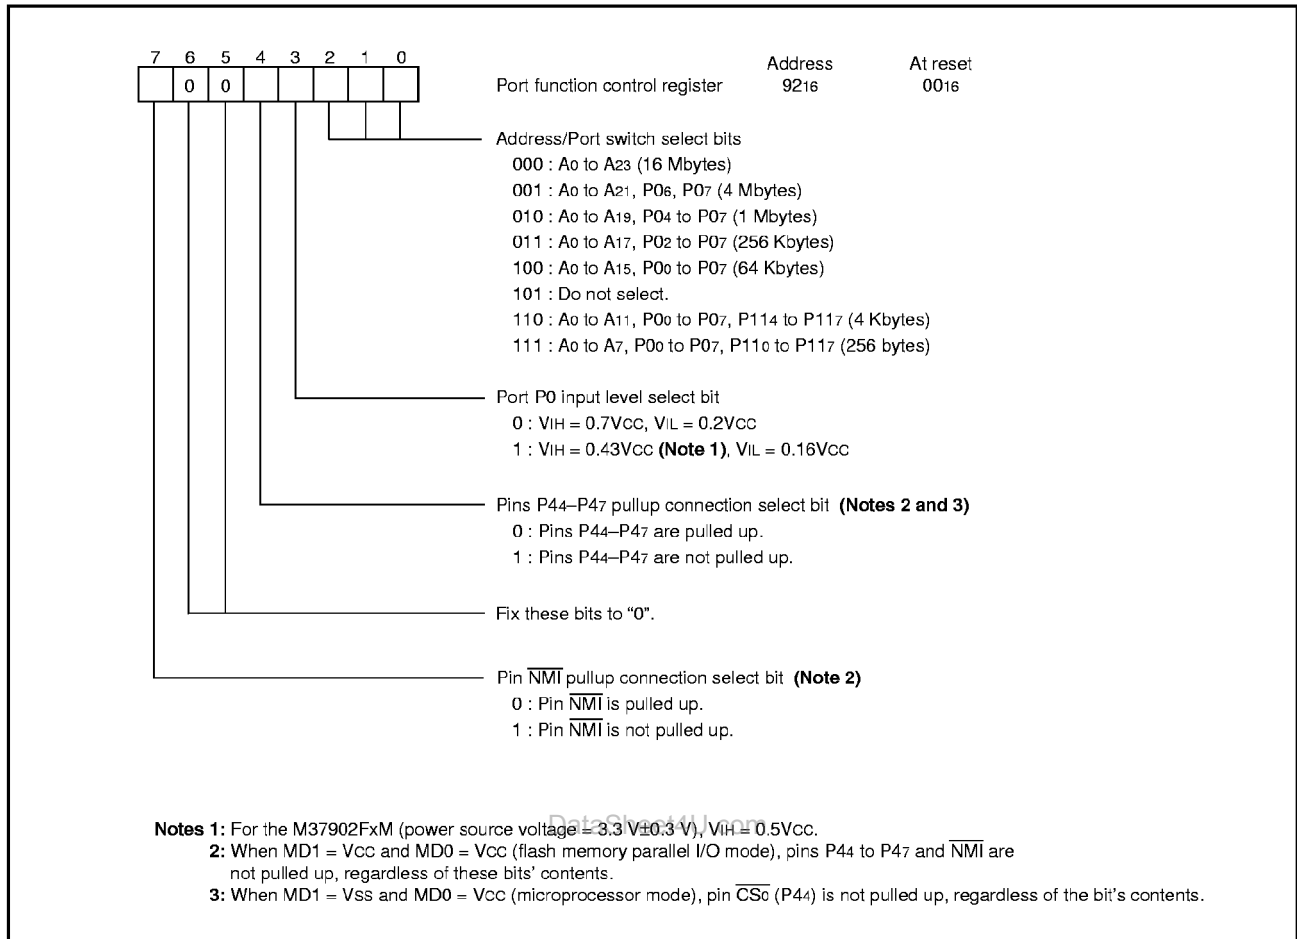 7 6 5 4 3 2 1 0
Address At reset
0 0 Port function control register 9216 0016
Address/Port switch select bits
000 : A0 to A23 (16 Mbytes)
001 : A0 to A21, P06, P07 (4 Mbytes)
010 : A0 to A19, P04 to P07 (1 Mbytes)
011 : A0 to A17, P02 to P07 (256 Kbytes)
100 : A0 to A15, P00 to P07 (64 Kbytes)
101 : Do not select.
110 : A0 to A11, P00 to P07, P114 to P117 (4 Kbytes)
111 : A0 to A7, P00 to P07, P110 to P117 (256 bytes)
Port P0 input level select bit
0 : VIH = 0.7VCC, VIL = 0.2VCC
1 : VIH = 0.43VCC (Note 1), VIL = 0.16VCC
Pins P44–P47 pullup connection select bit (Notes 2 and 3)
0 : Pins P44–P47 are pulled up.
1 : Pins P44–P47 are not pulled up.
Fix these bits to “0”.
Pin NMI pullup connection select bit (Note 2)
0 : Pin NMI is pulled up.
1 : Pin NMI is not pulled up.
DataSheet4U.com
Notes 1: For the M37902FxM (power source voltage = 3.3 V±0.3 V), VIH = 0.5VCC.
2: When MD1 = VCC and MD0 = VCC (flash memory parallel I/O mode), pins P44 to P47 and NMI are
not pulled up, regardless of these bits’ contents.
3: When MD1 = VSS and MD0 = VCC (microprocessor mode), pin CS0 (P44) is not pulled up, regardless of the bit’s contents.